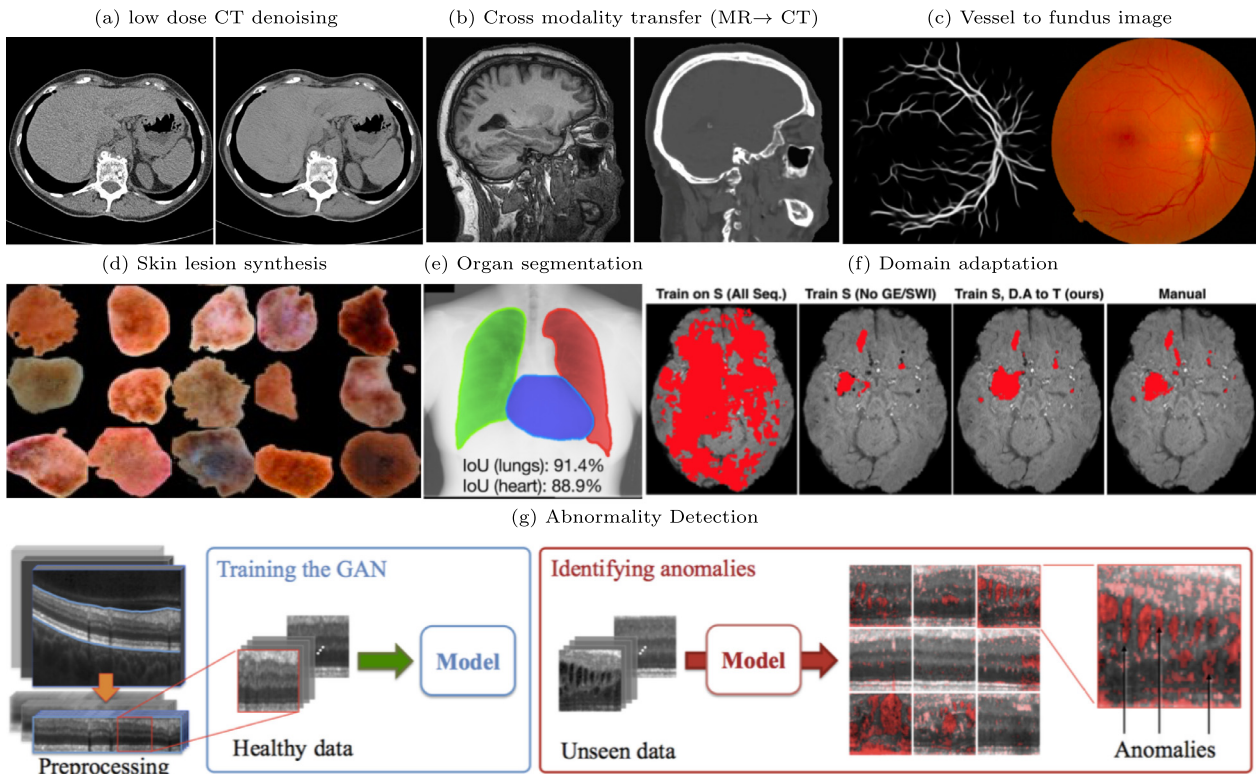 (a) low dose CT denoising
(b) Cross modality transfer (MR→ CT)
(c) Vessel to fundus image
(d) Skin lesion synthesis
(e) Organ segmentation
(f) Domain adaptation
IoU (lungs): 91.4%
IoU (heart): 88.9%
Train on S (All Seq.)
Train S (No GE/SWI)
Train S, D.A to T (ours)
Manual
(g) Abnormality Detection
Preprocessing
Training the GAN
Model
Healthy data
Identifying anomalies
Model
Unseen data
Anomalies